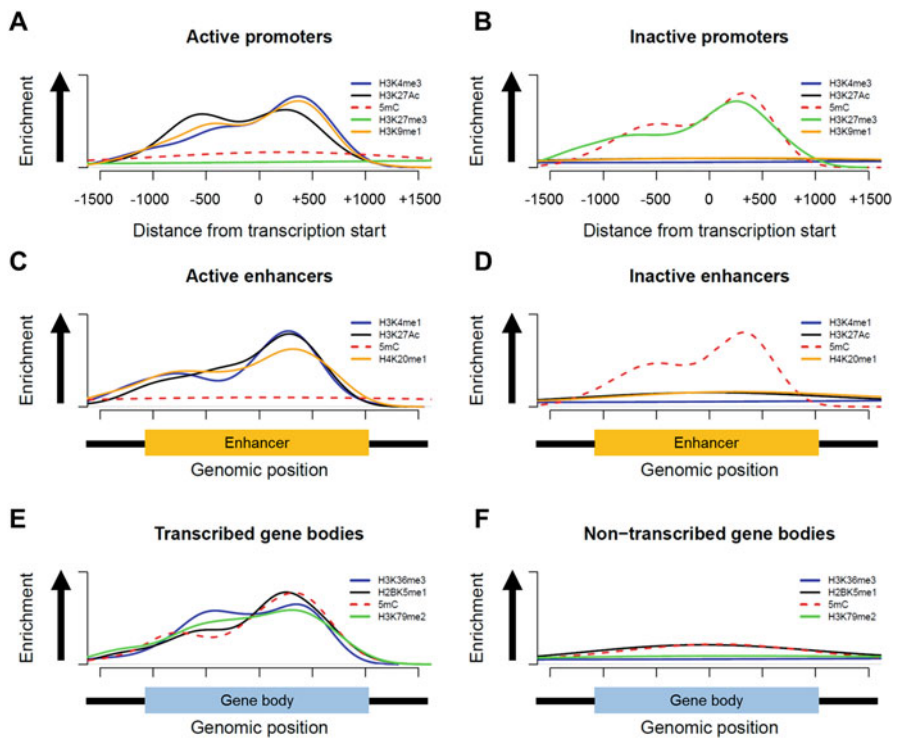 A
Active promoters
Enrichment
H3K4me3
H3K27Ac
5mC
H3K27me3
H3K9me1
-1500 -1000 -500 0 +500 +1000 +1500
Distance from transcription start
B
Inactive promoters
Enrichment
H3K4me3
H3K27Ac
5mC
H3K27me3
H3K9me1
-1500 -1000 -500 0 +500 +1000 +1500
Distance from transcription start
C
Active enhancers
Enrichment
H3K4me1
H3K27Ac
5mC
H4K20me1
Enhancer
Genomic position
D
Inactive enhancers
Enrichment
H3K4me1
H3K27Ac
5mC
H4K20me1
Enhancer
Genomic position
E
Transcribed gene bodies
Enrichment
H3K36me3
H2BK5me1
5mC
H3K79me2
Gene body
Genomic position
F
Non−transcribed gene bodies
Enrichment
H3K36me3
H2BK5me1
5mC
H3K79me2
Gene body
Genomic position